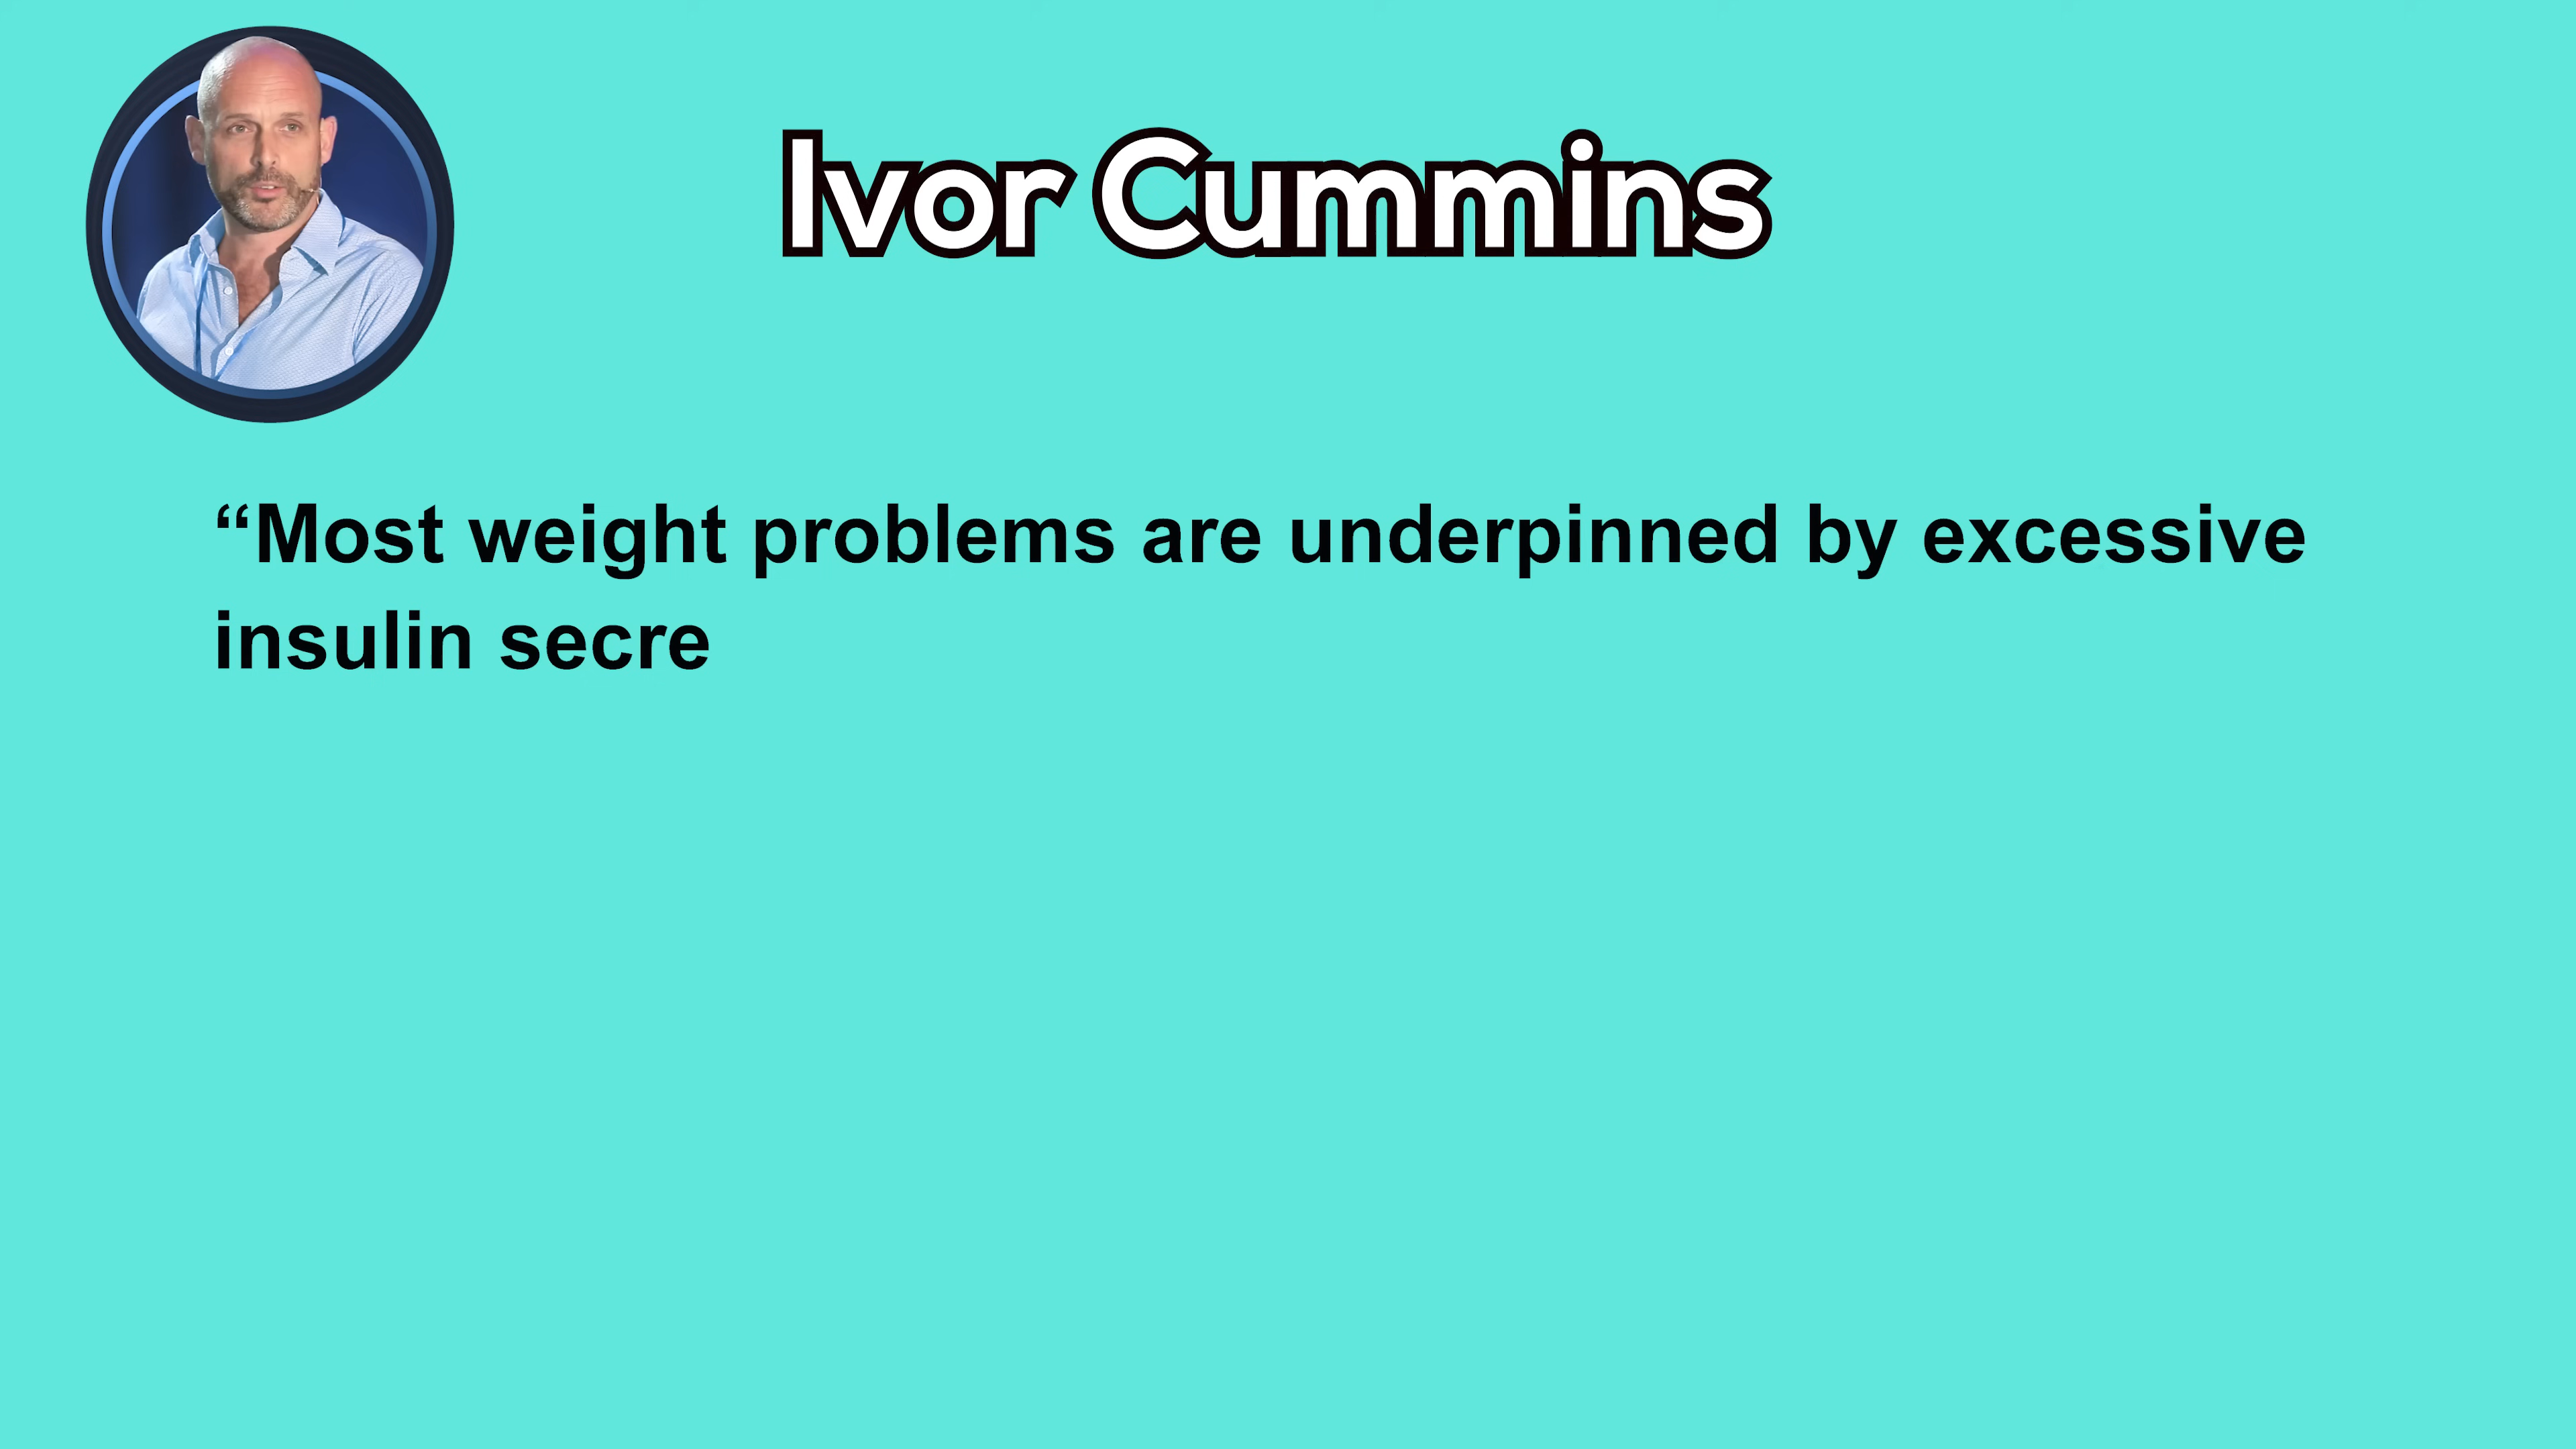 Ivor Cummins
“Most weight problems are underpinned by excessive
insulin secre